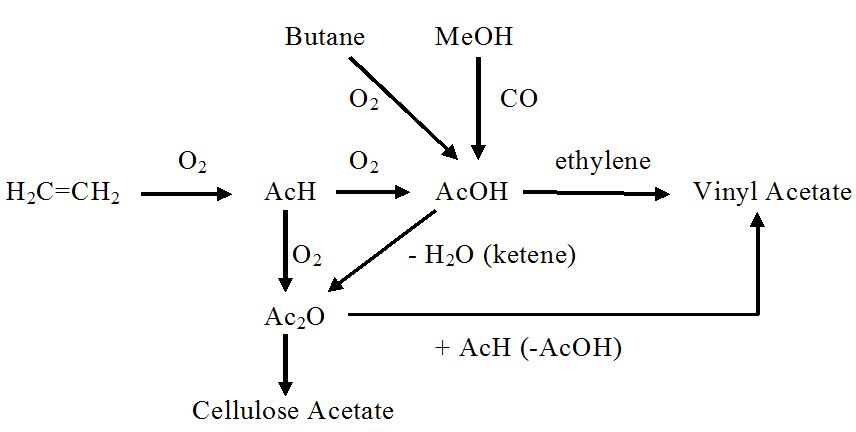 Butane MeOH
O₂ CO
O₂ O₂ ethylene
H₂C=CH₂ AcH AcOH Vinyl Acetate
O₂ - H₂O (ketene)
Ac₂O
+ AcH (-AcOH)
Cellulose Acetate